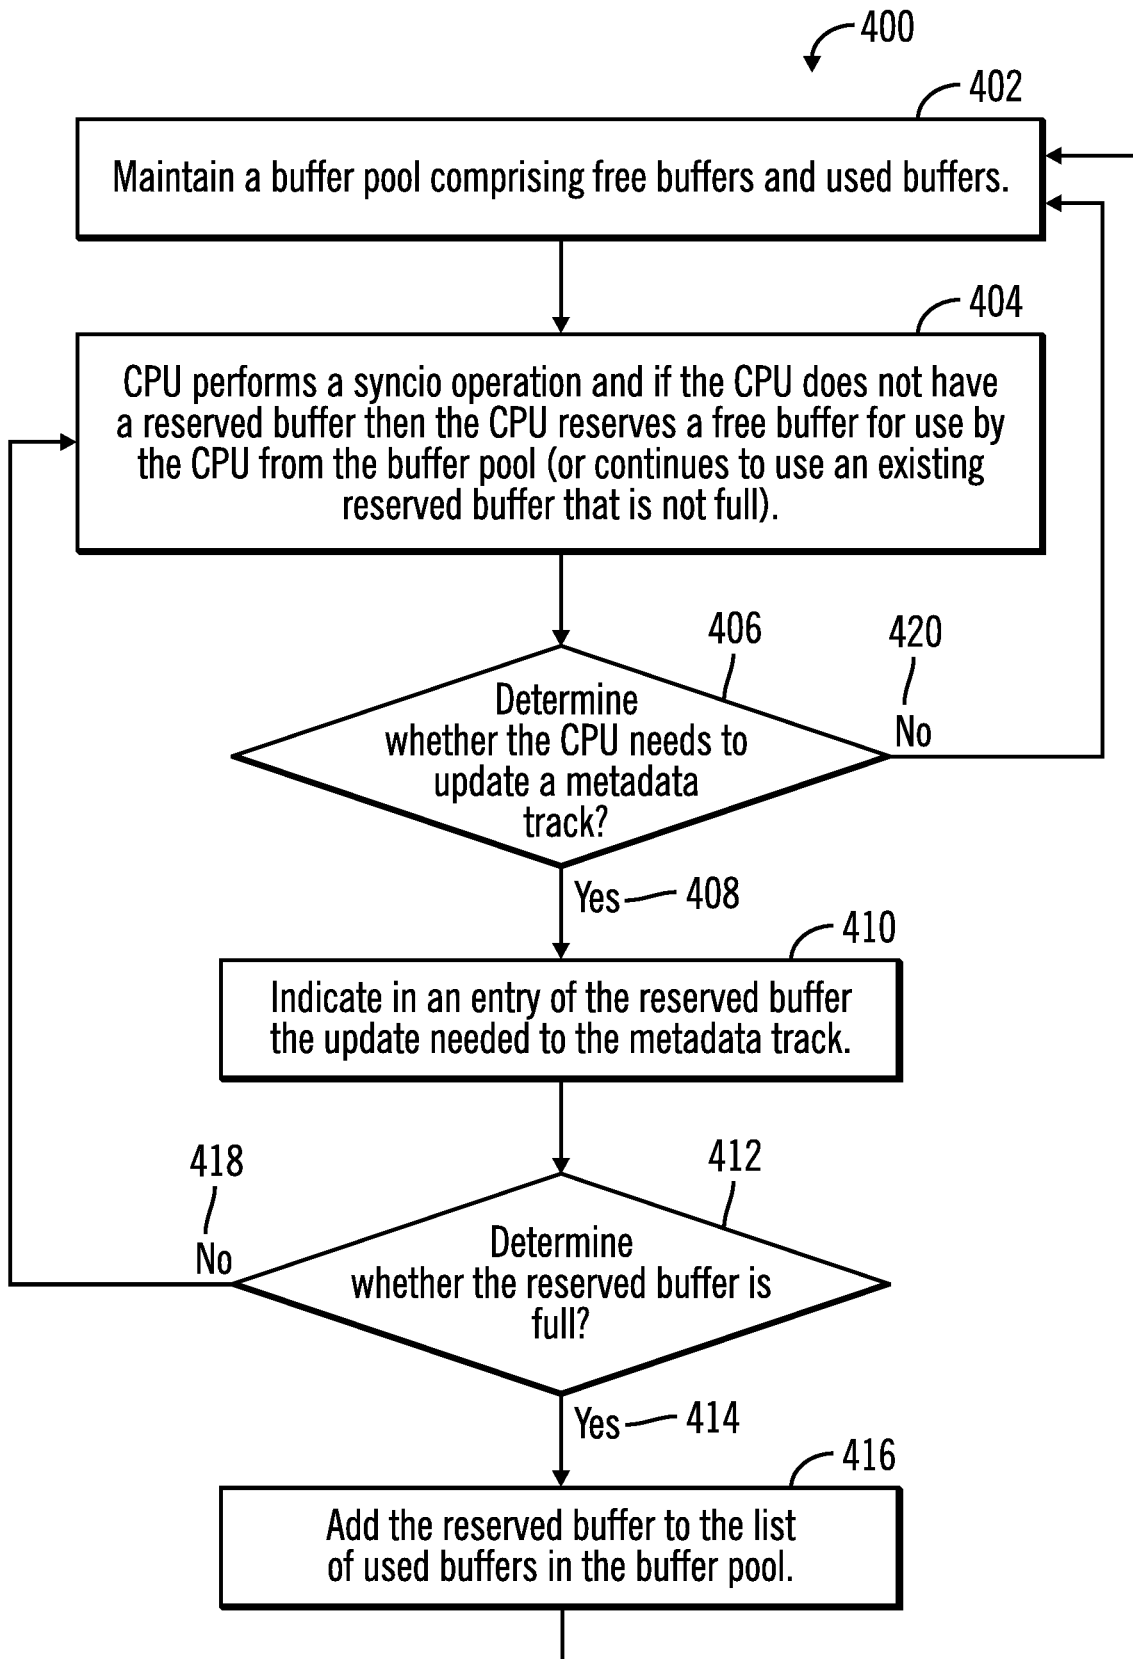 400
402
Maintain a buffer pool comprising free buffers and used buffers.
404
CPU performs a syncio operation and if the CPU does not have
a reserved buffer then the CPU reserves a free buffer for use by
the CPU from the buffer pool (or continues to use an existing
reserved buffer that is not full).
406
420
Determine
whether the CPU needs to
update a metadata
track?
No
Yes
408
410
Indicate in an entry of the reserved buffer
the update needed to the metadata track.
418
412
No
Determine
whether the reserved buffer is
full?
Yes
414
416
Add the reserved buffer to the list
of used buffers in the buffer pool.